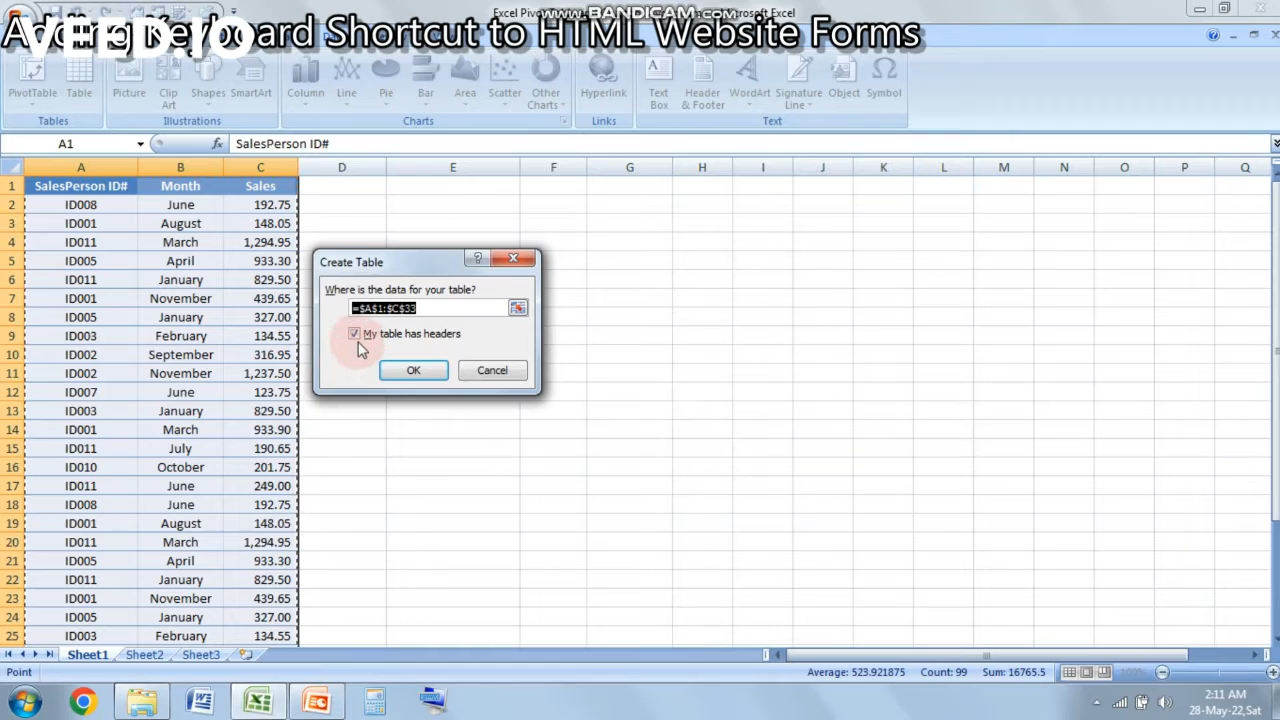 Excel Pivot
www.BANDICAM.com
Microsoft Excel
Adding Keyboard Shortcut to HTML Website Forms
VEED.IO
PivotTable Table Picture Clip Art Shapes SmartArt Column Line Pie Bar Area Scatter Other Charts Hyperlink Text Box Header & Footer WordArt Signature Line Object Symbol
Tables Illustrations Charts Links Text
A1 fx SalesPerson ID#
A B C D E F G H I J K L M N O P Q
1 SalesPerson ID# Month Sales
2 ID008 June 192.75
3 ID001 August 148.05
4 ID011 March 1,294.95
5 ID005 April 933.30
6 ID011 January 829.50
7 ID001 November 439.65
8 ID005 January 327.00
9 ID003 February 134.55
10 ID002 September 316.95
11 ID002 November 1,237.50
12 ID007 June 123.75
13 ID003 January 829.50
14 ID001 March 933.90
15 ID011 July 190.65
16 ID010 October 201.75
17 ID011 June 249.00
18 ID008 June 192.75
19 ID001 August 148.05
20 ID011 March 1,294.95
21 ID005 April 933.30
22 ID011 January 829.50
23 ID001 November 439.65
24 ID005 January 327.00
25 ID003 February 134.55
Create Table
Where is the data for your table?
=$A$1:$C$33
My table has headers
OK Cancel
Sheet1 Sheet2 Sheet3
Point Average: 523.921875 Count: 99 Sum: 16765.5 100%
2:11 AM
28-May-22,Sat